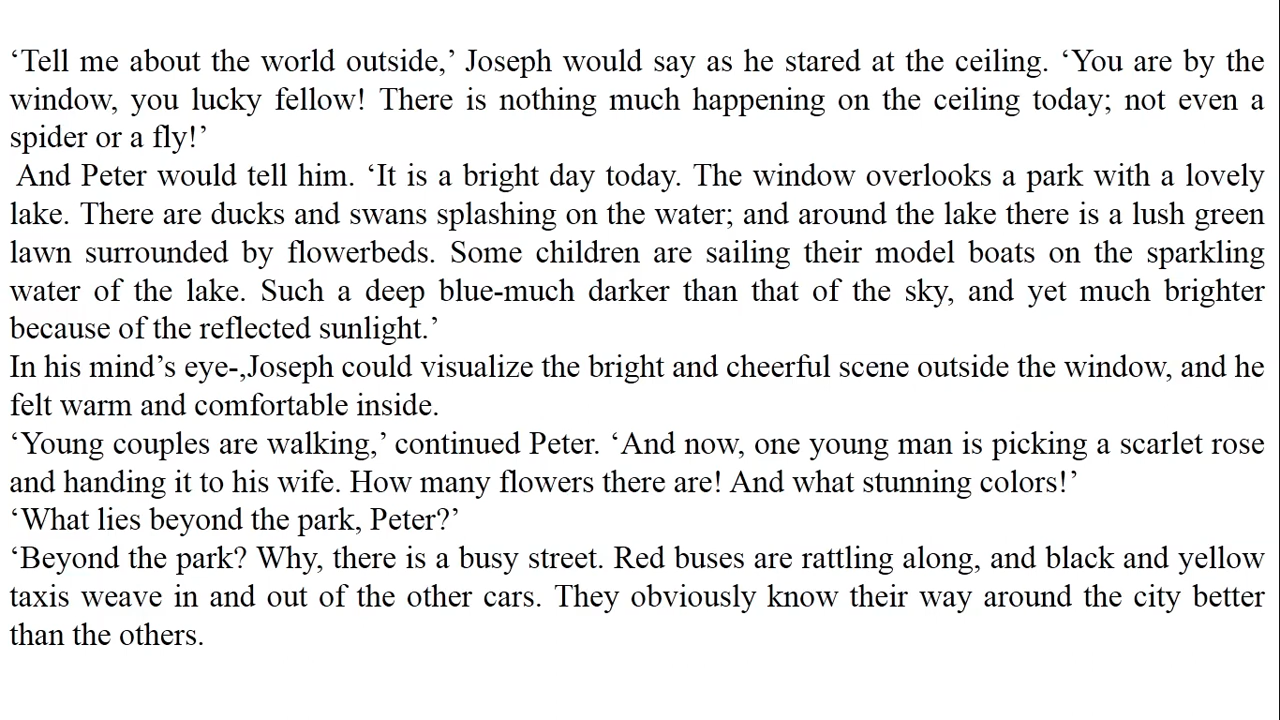 ‘Tell me about the world outside,’ Joseph would say as he stared at the ceiling. ‘You are by the
window, you lucky fellow! There is nothing much happening on the ceiling today; not even a
spider or a fly!’
And Peter would tell him. ‘It is a bright day today. The window overlooks a park with a lovely
lake. There are ducks and swans splashing on the water; and around the lake there is a lush green
lawn surrounded by flowerbeds. Some children are sailing their model boats on the sparkling
water of the lake. Such a deep blue-much darker than that of the sky, and yet much brighter
because of the reflected sunlight.’
In his mind’s eye-,Joseph could visualize the bright and cheerful scene outside the window, and he
felt warm and comfortable inside.
‘Young couples are walking,’ continued Peter. ‘And now, one young man is picking a scarlet rose
and handing it to his wife. How many flowers there are! And what stunning colors!’
‘What lies beyond the park, Peter?’
‘Beyond the park? Why, there is a busy street. Red buses are rattling along, and black and yellow
taxis weave in and out of the other cars. They obviously know their way around the city better
than the others.